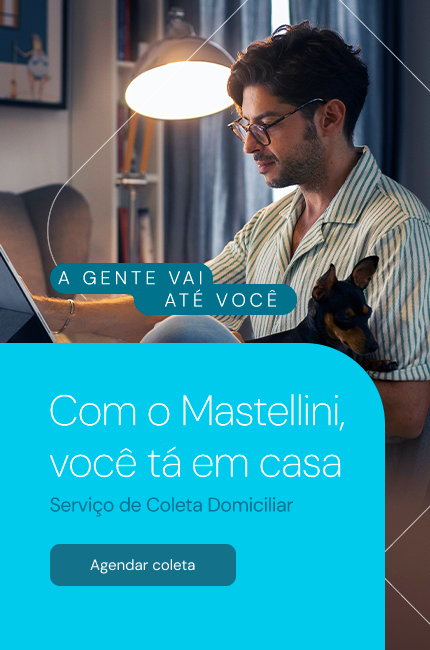 A GENTE VAI
ATÉ VOCÊ
Com o Mastellini,
você tá em casa
Serviço de Coleta Domiciliar
Agendar coleta